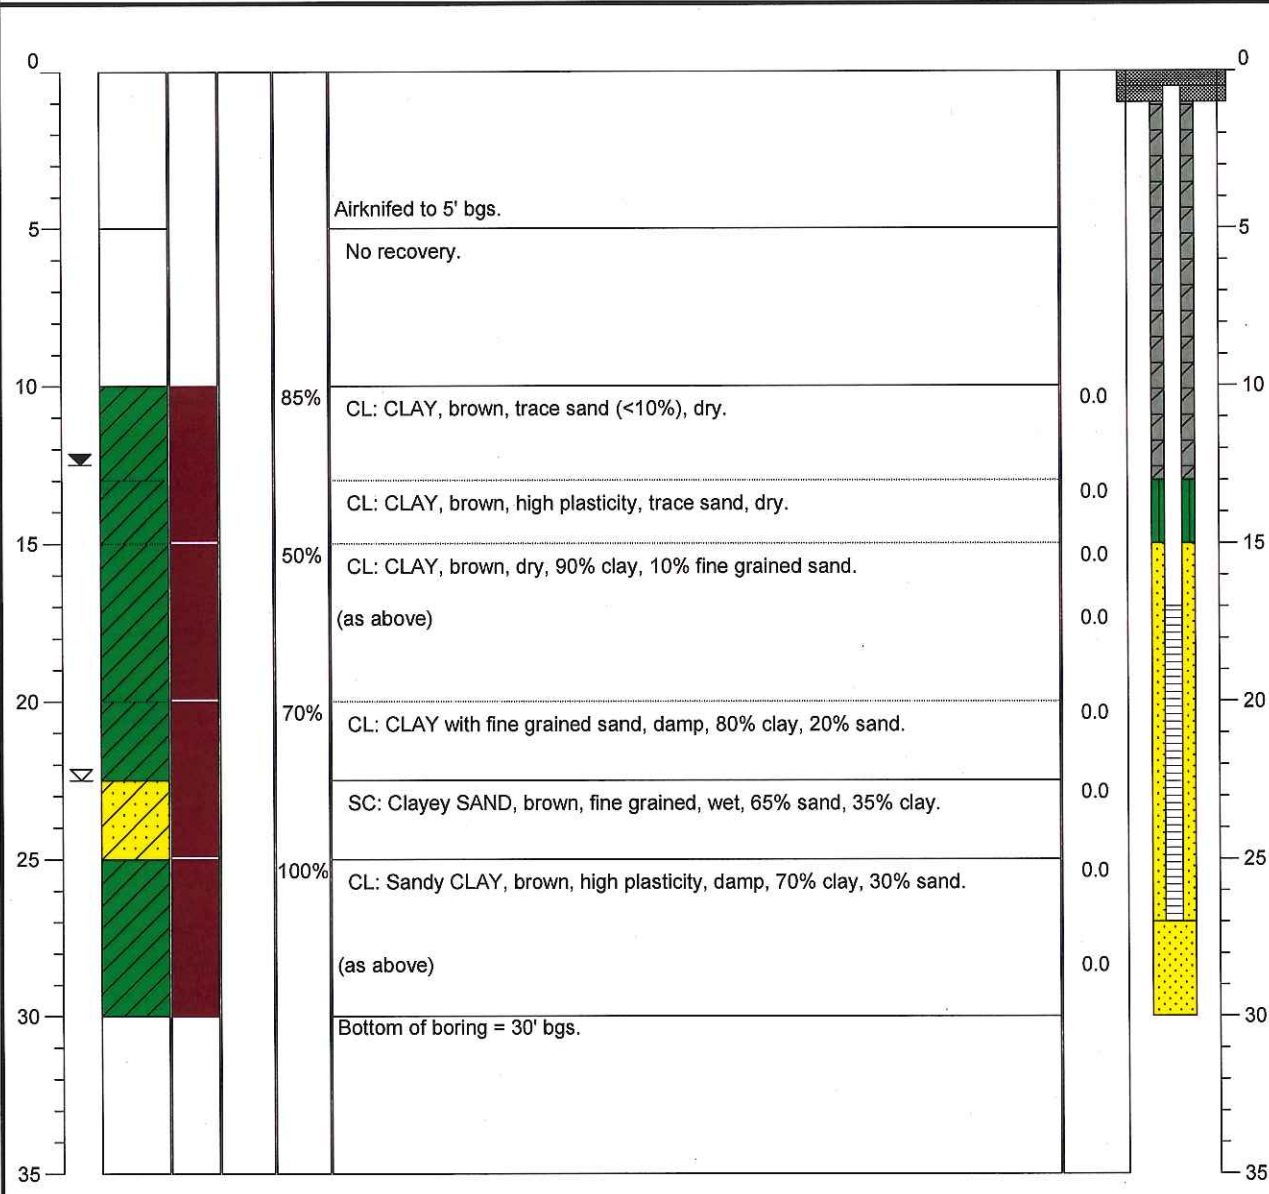 0 0
Airknifed to 5' bgs.
5 5
No recovery.
10 85% 0.0 10
CL: CLAY, brown, trace sand (<10%), dry.
0.0
CL: CLAY, brown, high plasticity, trace sand, dry.
15 50% 0.0 15
CL: CLAY, brown, dry, 90% clay, 10% fine grained sand.
(as above) 0.0
20 70% 0.0 20
CL: CLAY with fine grained sand, damp, 80% clay, 20% sand.
0.0
SC: Clayey SAND, brown, fine grained, wet, 65% sand, 35% clay.
25 100% 0.0 25
CL: Sandy CLAY, brown, high plasticity, damp, 70% clay, 30% sand.
(as above) 0.0
30 30
Bottom of boring = 30' bgs.
35 35